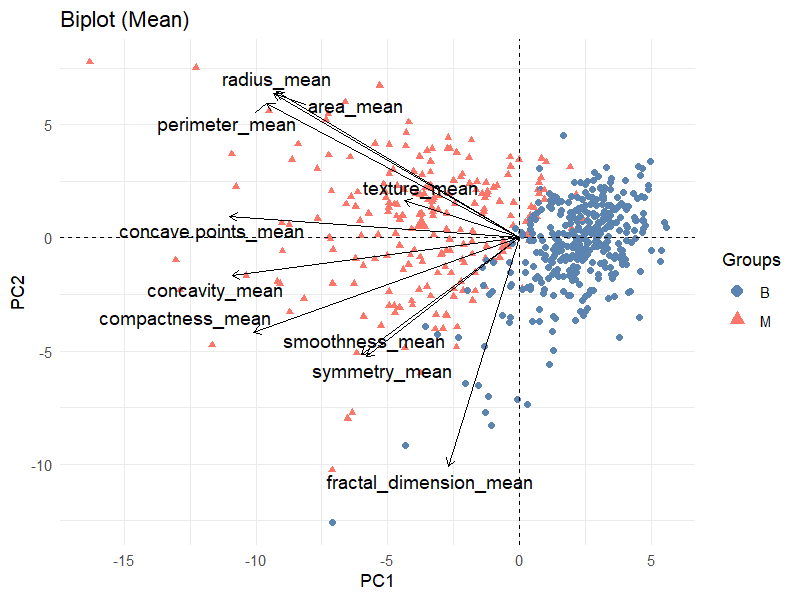 Biplot (Mean)
radius_mean
area_mean
perimeter_mean
texture_mean
concave.points_mean
concavity_mean
compactness_mean
smoothness_mean
symmetry_mean
fractal_dimension_mean
5
0
-5
-10
PC2
-15
-10
-5
0
5
PC1
Groups
B
M